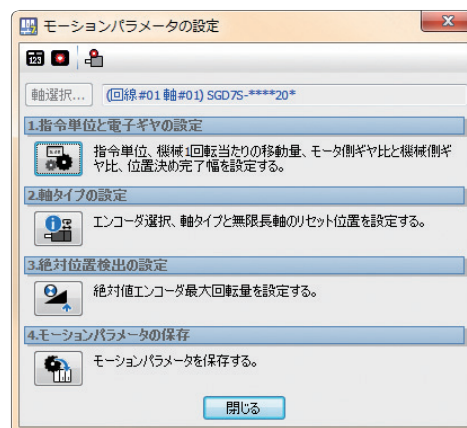 モーションパラメータの設定
軸選択... (回線#01 軸#01) SGD7S-****20*
1.指令単位と電子ギヤの設定
指令単位、機械1回転当たりの移動量、モータ側ギヤ比と機械側ギ
ヤ比、位置決め完了幅を設定する。
2.軸タイプの設定
エンコーダ選択、軸タイプと無限長軸のリセット位置を設定する。
3.絶対位置検出の設定
絶対値エンコーダ最大回転量を設定する。
4.モーションパラメータの保存
モーションパラメータを保存する。
閉じる